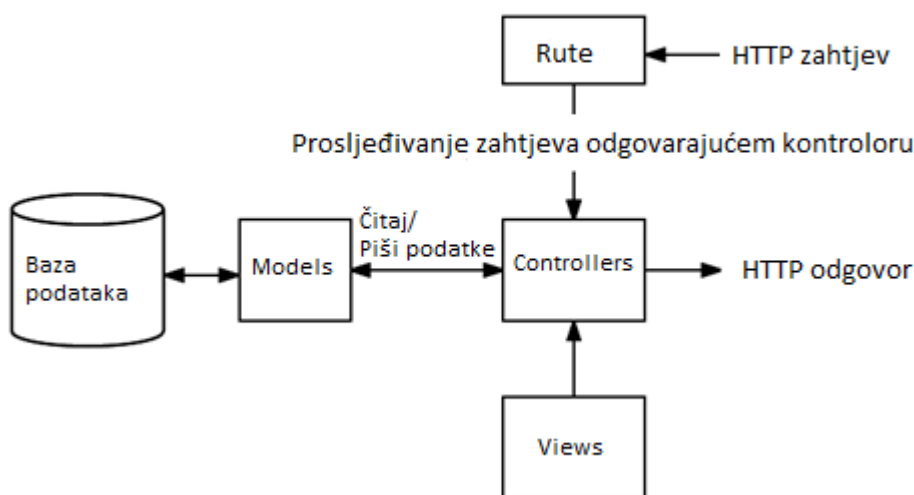 Rute
HTTP zahtjev
Prosljeđivanje zahtjeva odgovarajućem kontroloru
Baza
podataka
Models
Čitaj/
Piši podatke
Controllers
HTTP odgovor
Views